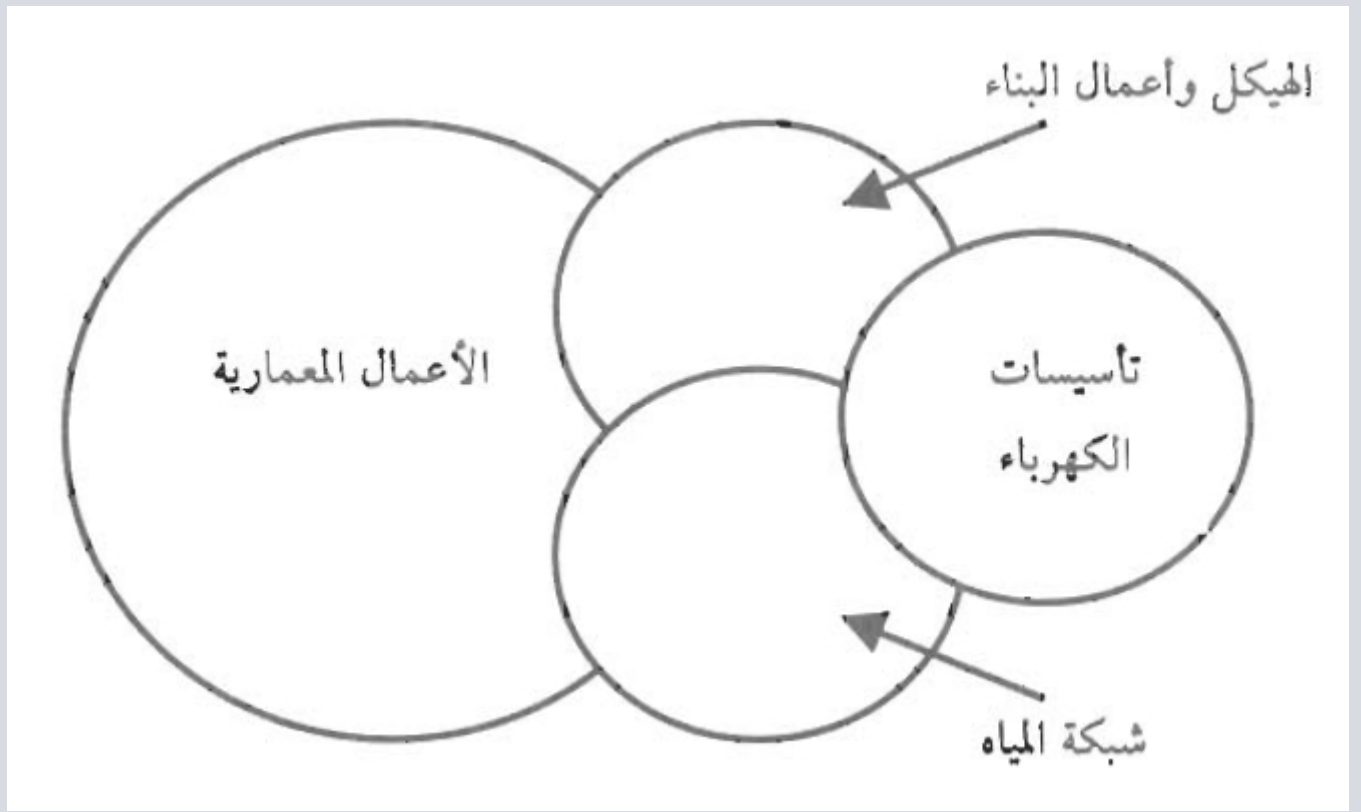 الهيكل وأعمال البناء
الأعمال المعمارية
تأسيسات
الكهرباء
شبكة المياه